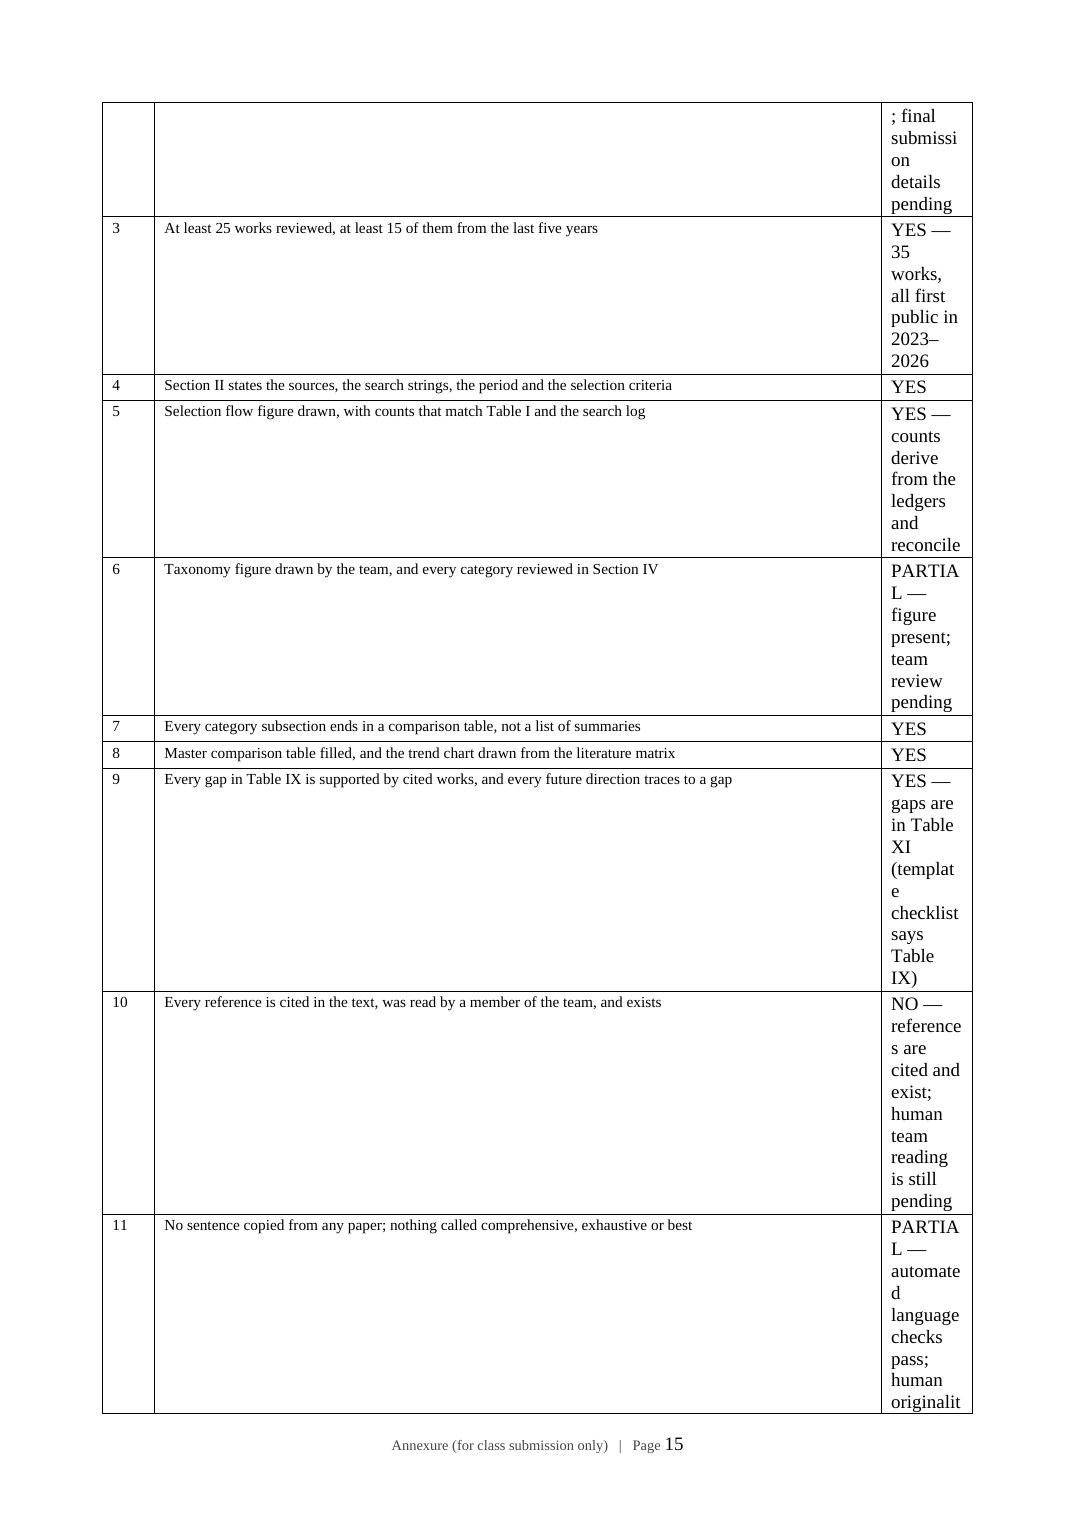 ; final
submissi
on
details
pending
3 At least 25 works reviewed, at least 15 of them from the last five years YES —
35
works,
all first
public in
2023–
2026
4 Section II states the sources, the search strings, the period and the selection criteria YES
5 Selection flow figure drawn, with counts that match Table I and the search log YES —
counts
derive
from the
ledgers
and
reconcile
6 Taxonomy figure drawn by the team, and every category reviewed in Section IV PARTIA
L —
figure
present;
team
review
pending
7 Every category subsection ends in a comparison table, not a list of summaries YES
8 Master comparison table filled, and the trend chart drawn from the literature matrix YES
9 Every gap in Table IX is supported by cited works, and every future direction traces to a gap YES —
gaps are
in Table
XI
(templat
e
checklist
says
Table
IX)
10 Every reference is cited in the text, was read by a member of the team, and exists NO —
reference
s are
cited and
exist;
human
team
reading
is still
pending
11 No sentence copied from any paper; nothing called comprehensive, exhaustive or best PARTIA
L —
automate
d
language
checks
pass;
human
originalit
Annexure (for class submission only) | Page 15